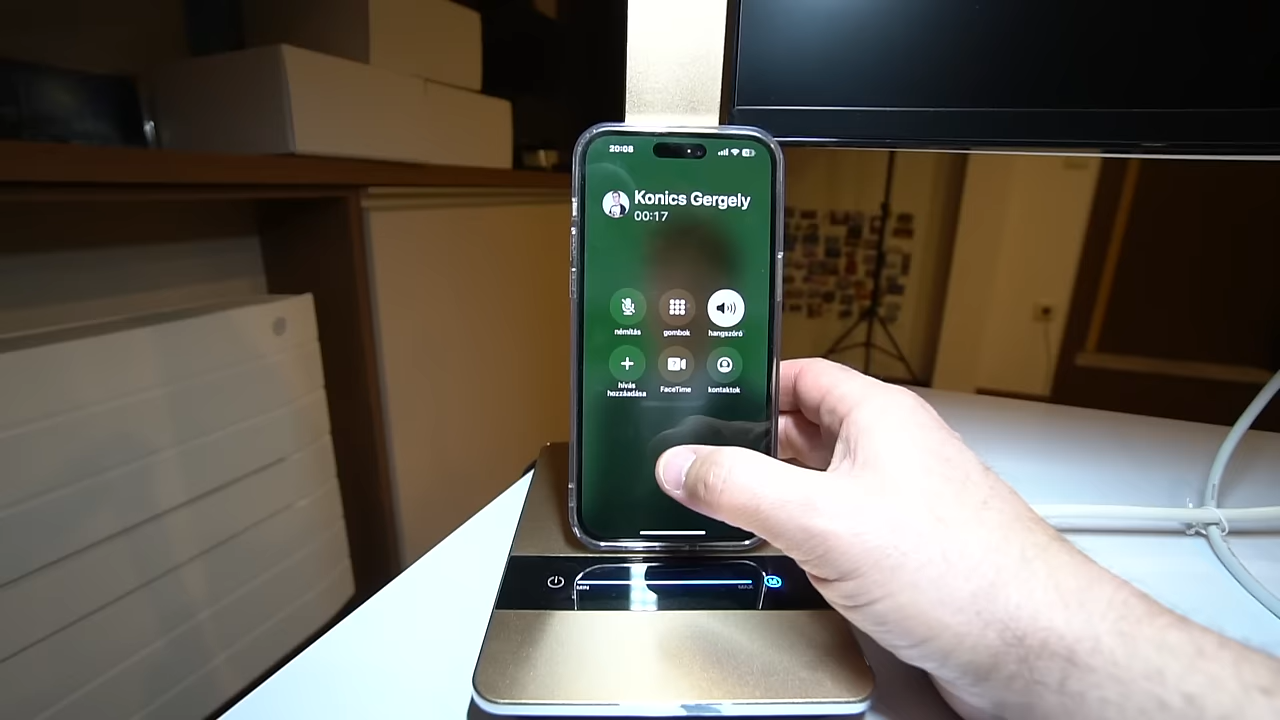 20:08
Konics Gergely
00:17
némítás
gombok
hangszóró
hívás
hozzáadása
FaceTime
kontaktok
MIN
MAX